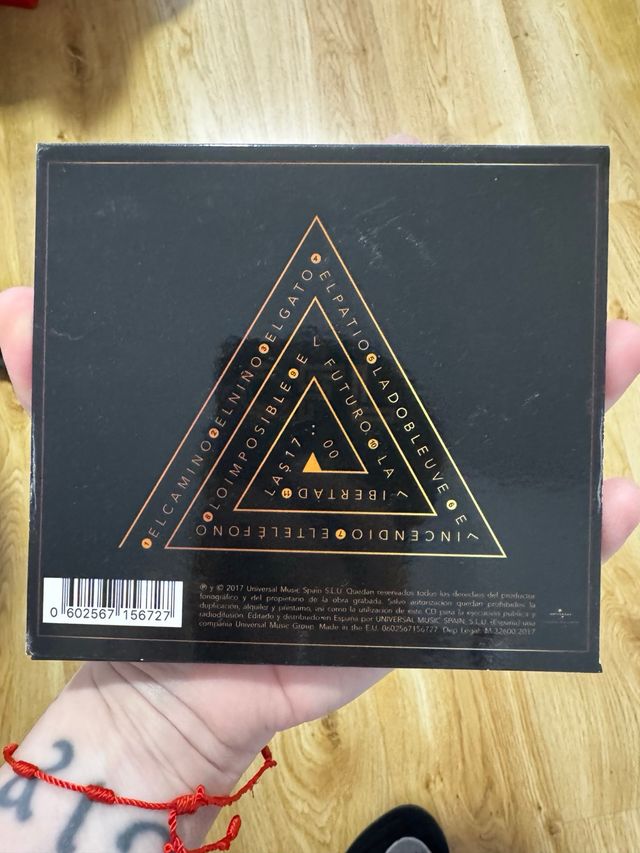 1 EL CAMINO 2 EL NIÑO 3 EL GATO
4 EL PATIO 5 LA DOBLE UVE 6 EL
INCENDIO 7 EL TELÉFONO
8 LO IMPOSIBLE 9 EL
FUTURO 10 LA
LIBERTAD 11
LAS 17:00
0 602567 156727
℗ y © 2017 Universal Music Spain S.L.U. Quedan reservados todos los derechos del productor
fonográfico y del propietario de la obra grabada. Salvo autorización quedan prohibidos la
duplicación, alquiler y préstamo, así como la utilización de este CD para la ejecución pública y
radiodifusión. Editado y distribuido en España por UNIVERSAL MUSIC SPAIN, S.L.U. (España) una
compañía Universal Music Group. Made in the E.U. 0602567156727. Dep Legal: M.32600.2017